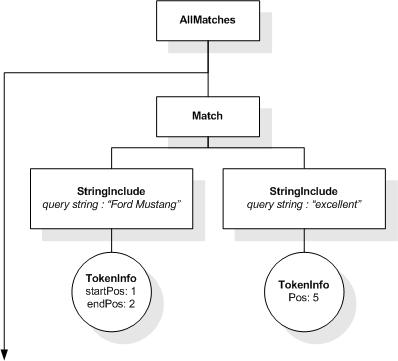 AllMatches
Match
StringInclude
query string : “Ford Mustang”
StringInclude
query string : “excellent”
TokenInfo
startPos: 1
endPos: 2
TokenInfo
Pos: 5